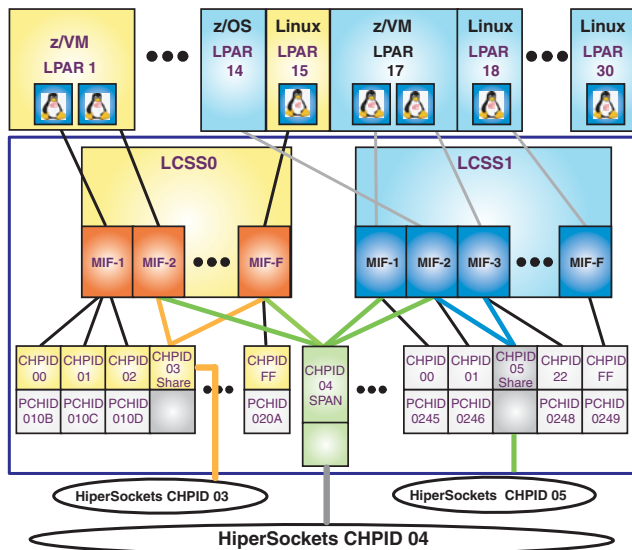 z/VM
LPAR 1
z/OS
LPAR
14
Linux
LPAR
15
z/VM
LPAR
17
Linux
LPAR
18
Linux
LPAR
30
LCSS0
LCSS1
MIF-1
MIF-2
MIF-F
MIF-1
MIF-2
MIF-3
MIF-F
CHPID
00
CHPID
01
CHPID
02
CHPID
03
Share
CHPID
FF
CHPID
04
SPAN
CHPID
00
CHPID
01
CHPID
05
Share
CHPID
22
CHPID
FF
PCHID
010B
PCHID
010C
PCHID
010D
PCHID
020A
PCHID
0245
PCHID
0246
PCHID
0248
PCHID
0249
HiperSockets CHPID 03
HiperSockets CHPID 05
HiperSockets CHPID 04